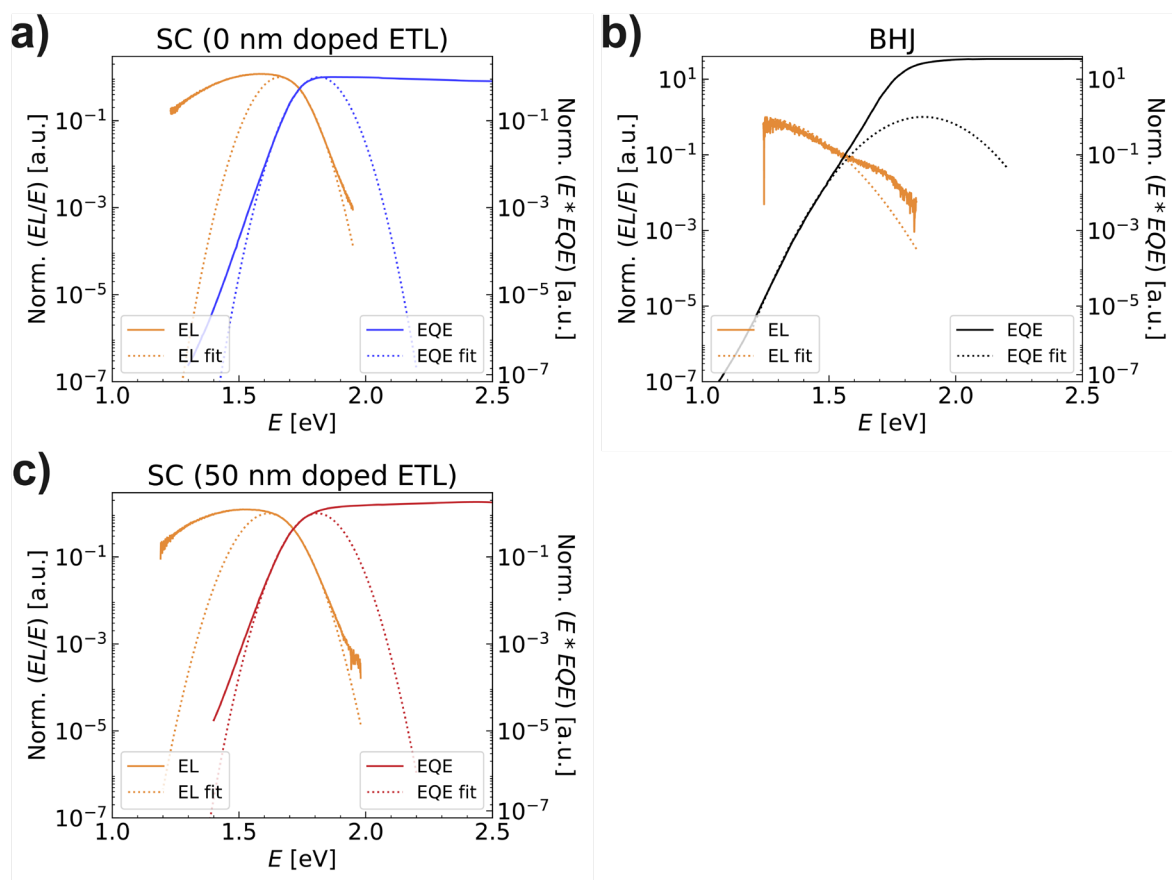 a)
SC (0 nm doped ETL)
Norm. (EL/E) [a.u.]
10⁻¹
10⁻³
10⁻⁵
10⁻⁷
EL
EL fit
EQE
EQE fit
10⁻¹
10⁻³
10⁻⁵
10⁻⁷
Norm. (E * EQE) [a.u.]
1.0 1.5 2.0 2.5
E [eV]
b)
BHJ
Norm. (EL/E) [a.u.]
10¹
10⁻¹
10⁻³
10⁻⁵
10⁻⁷
EL
EL fit
EQE
EQE fit
10¹
10⁻¹
10⁻³
10⁻⁵
10⁻⁷
Norm. (E * EQE) [a.u.]
1.0 1.5 2.0 2.5
E [eV]
c)
SC (50 nm doped ETL)
Norm. (EL/E) [a.u.]
10⁻¹
10⁻³
10⁻⁵
10⁻⁷
EL
EL fit
EQE
EQE fit
10⁻¹
10⁻³
10⁻⁵
10⁻⁷
Norm. (E * EQE) [a.u.]
1.0 1.5 2.0 2.5
E [eV]